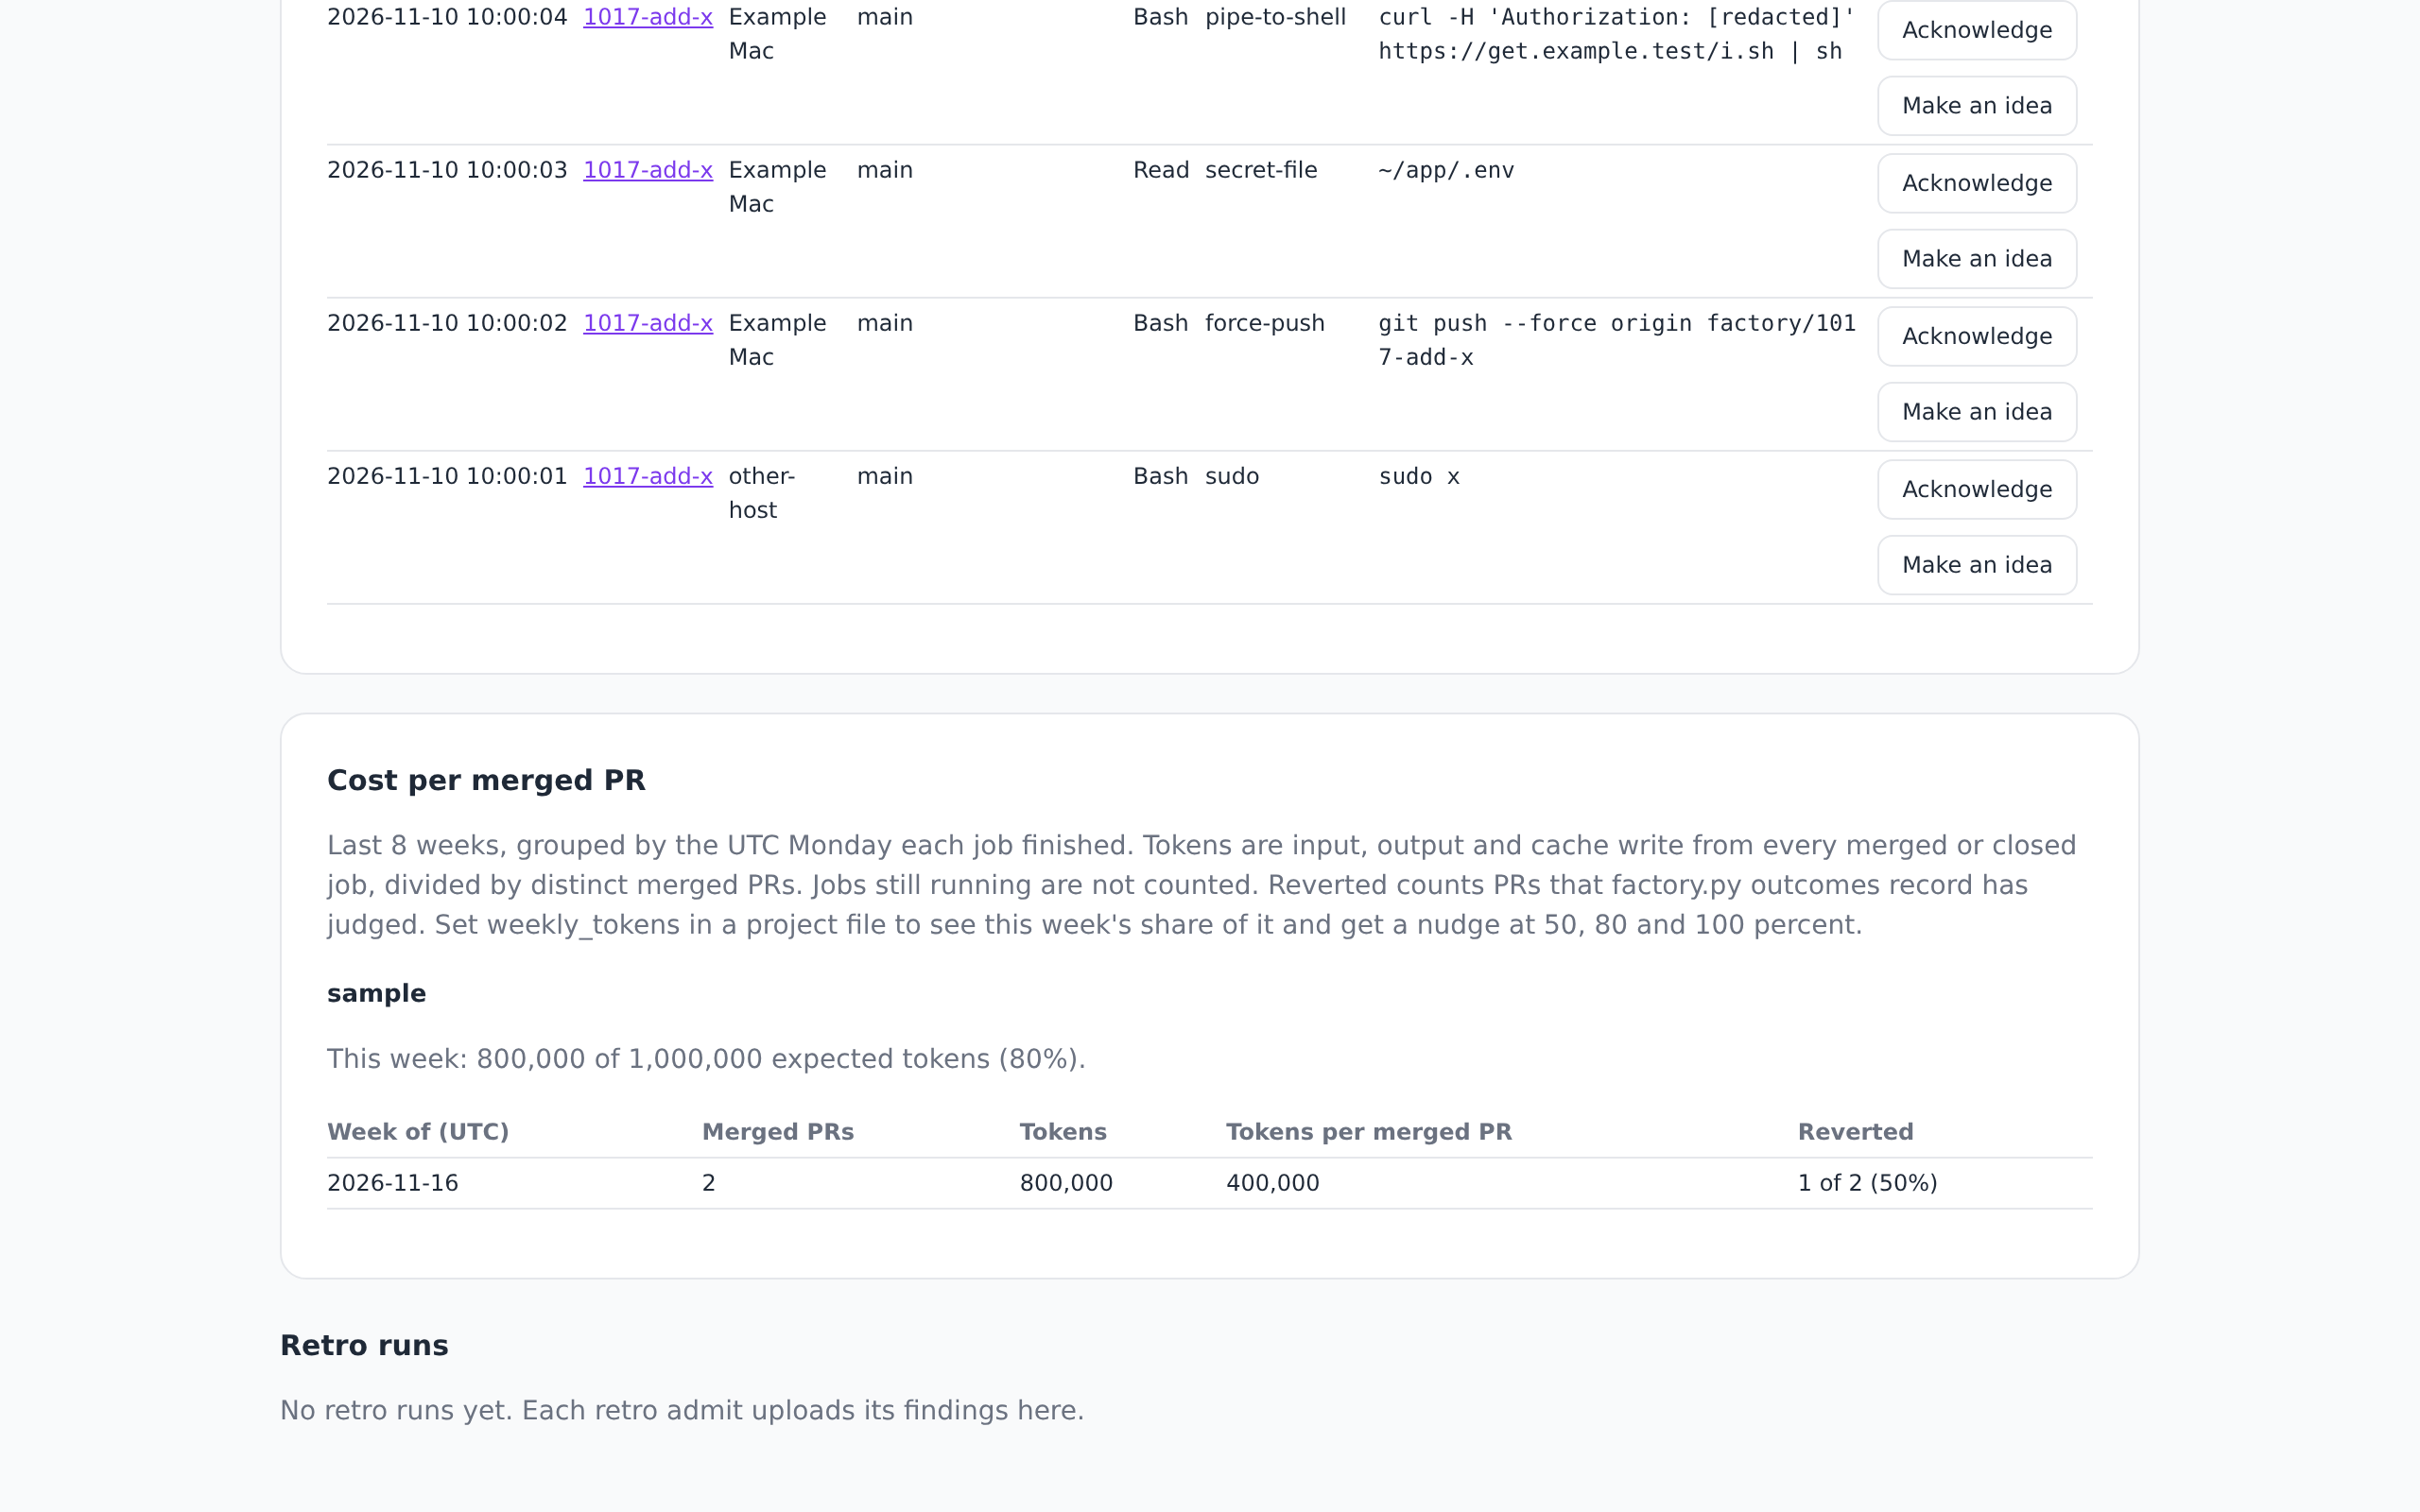 2026-11-10 10:00:04 1017-add-x Example Mac main Bash pipe-to-shell curl -H 'Authorization: [redacted]' https://get.example.test/i.sh | sh Acknowledge
Make an idea
2026-11-10 10:00:03 1017-add-x Example Mac main Read secret-file ~/app/.env Acknowledge
Make an idea
2026-11-10 10:00:02 1017-add-x Example Mac main Bash force-push git push --force origin factory/1017-add-x Acknowledge
Make an idea
2026-11-10 10:00:01 1017-add-x other-host main Bash sudo sudo x Acknowledge
Make an idea
Cost per merged PR
Last 8 weeks, grouped by the UTC Monday each job finished. Tokens are input, output and cache write from every merged or closed
job, divided by distinct merged PRs. Jobs still running are not counted. Reverted counts PRs that factory.py outcomes record has
judged. Set weekly_tokens in a project file to see this week's share of it and get a nudge at 50, 80 and 100 percent.
sample
This week: 800,000 of 1,000,000 expected tokens (80%).
Week of (UTC) Merged PRs Tokens Tokens per merged PR Reverted
2026-11-16 2 800,000 400,000 1 of 2 (50%)
Retro runs
No retro runs yet. Each retro admit uploads its findings here.